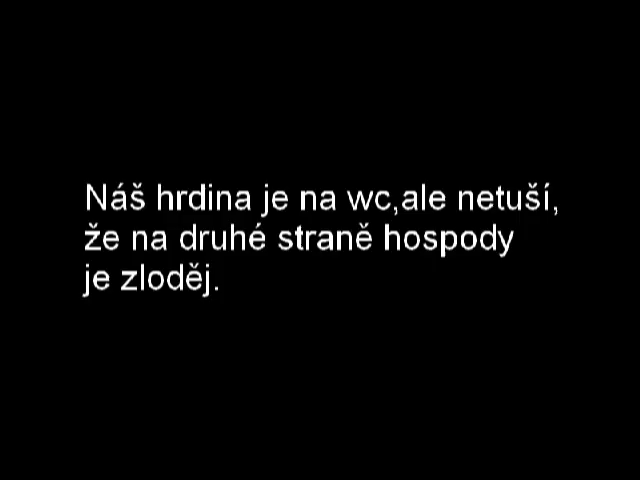 Náš hrdina je na wc,ale netuší,
že na druhé straně hospody
je zloděj.